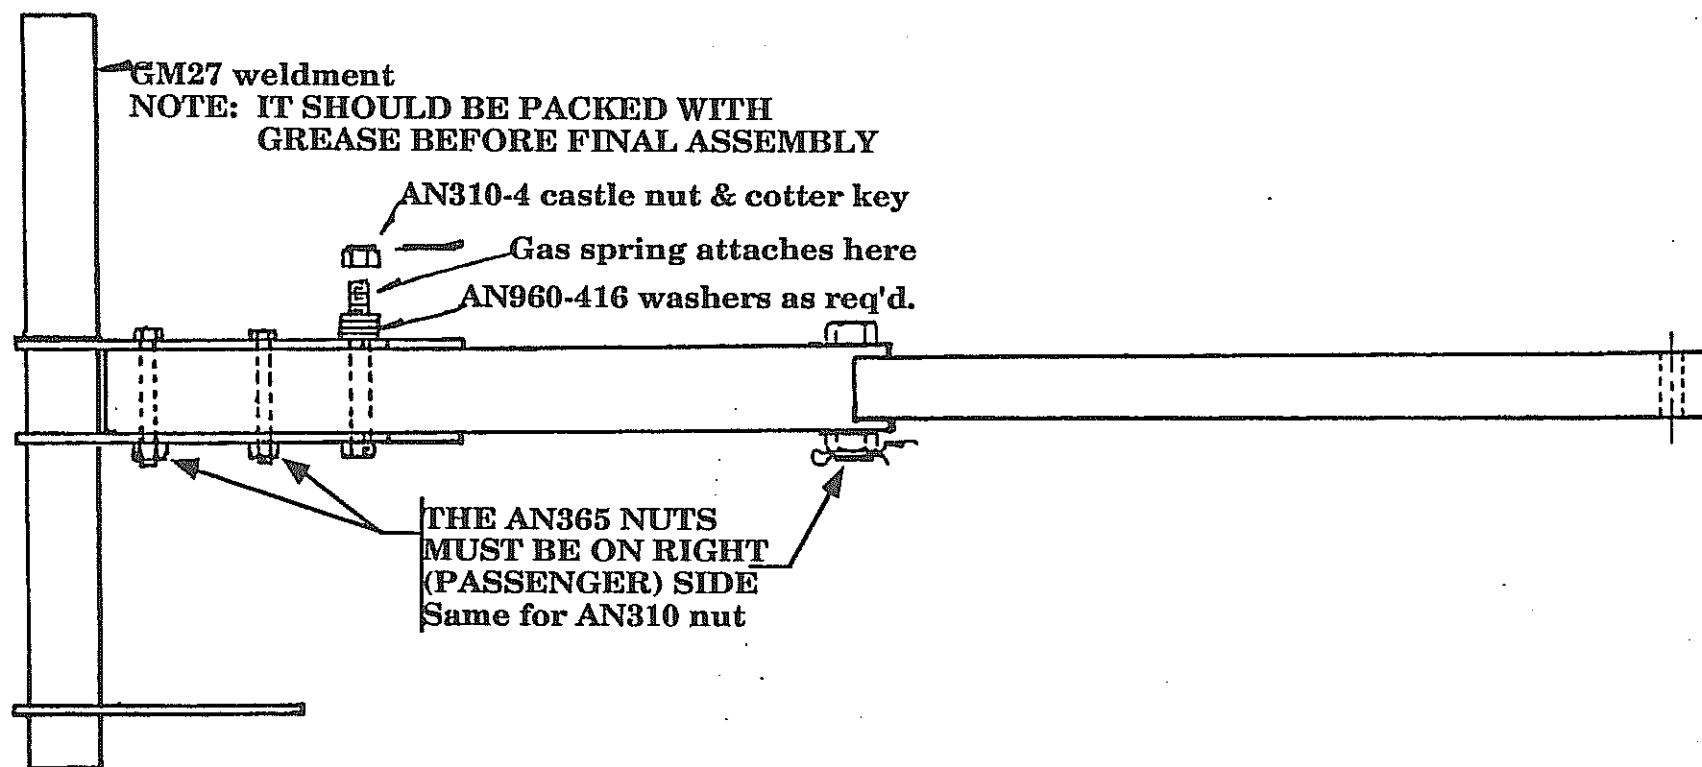 GM27 weldment
NOTE: IT SHOULD BE PACKED WITH
GREASE BEFORE FINAL ASSEMBLY
AN310-4 castle nut & cotter key
Gas spring attaches here
AN960-416 washers as req'd.
THE AN365 NUTS
MUST BE ON RIGHT
(PASSENGER) SIDE
Same for AN310 nut